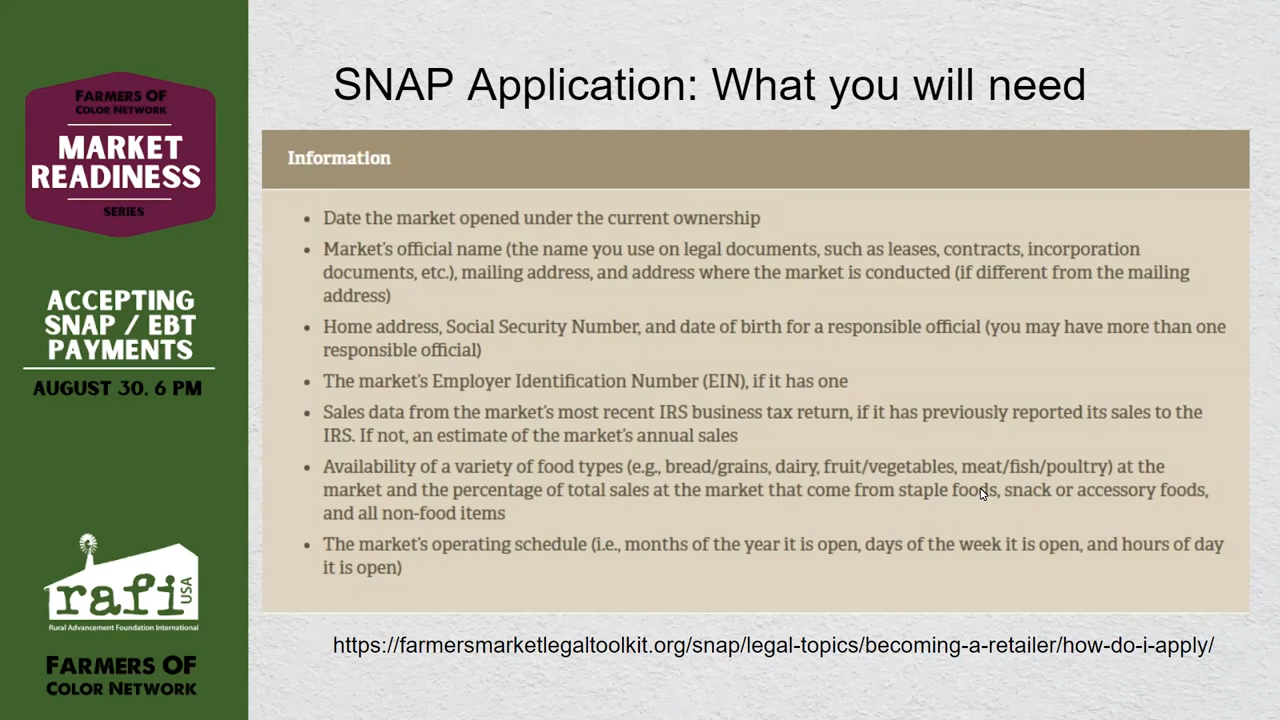 FARMERS OF
COLOR NETWORK
MARKET
READINESS
SERIES
ACCEPTING
SNAP / EBT
PAYMENTS
AUGUST 30, 6 PM
rafi
USA
Rural Advancement Foundation International
FARMERS OF
COLOR NETWORK
SNAP Application: What you will need
Information
• Date the market opened under the current ownership
• Market's official name (the name you use on legal documents, such as leases, contracts, incorporation
documents, etc.), mailing address, and address where the market is conducted (if different from the mailing
address)
• Home address, Social Security Number, and date of birth for a responsible official (you may have more than one
responsible official)
• The market's Employer Identification Number (EIN), if it has one
• Sales data from the market's most recent IRS business tax return, if it has previously reported its sales to the
IRS. If not, an estimate of the market's annual sales
• Availability of a variety of food types (e.g., bread/grains, dairy, fruit/vegetables, meat/fish/poultry) at the
market and the percentage of total sales at the market that come from staple foods, snack or accessory foods,
and all non-food items
• The market's operating schedule (i.e., months of the year it is open, days of the week it is open, and hours of day
it is open)
https://farmersmarketlegaltoolkit.org/snap/legal-topics/becoming-a-retailer/how-do-i-apply/